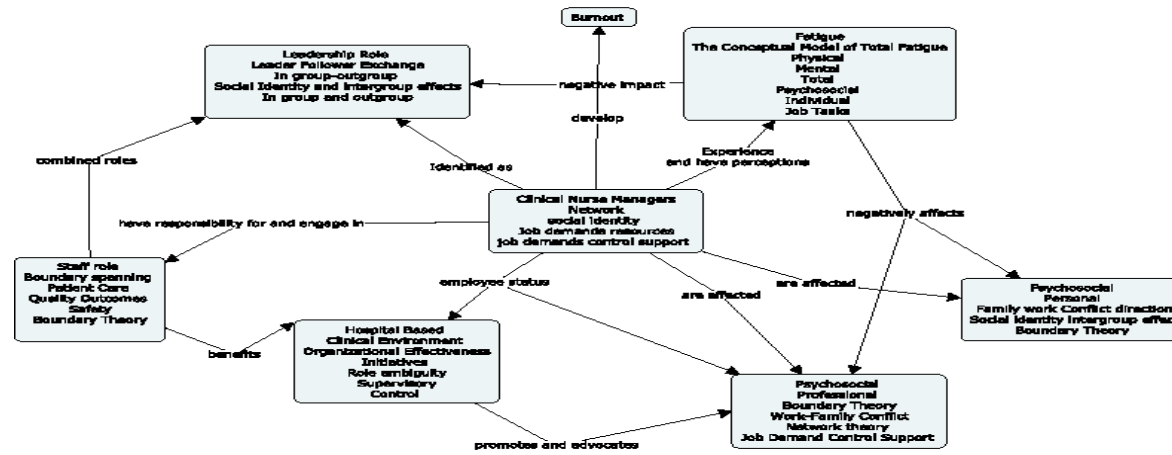 Burnout
Leadership Role
Leader Follower Exchange
In group-outgroup
Social Identity and intergroup effects
In group and outgroup
negative impact
Fatigue
The Conceptual Model of Total Fatigue
Physical
Mental
Total
Psychosocial
Individual
Job Tasks
develop
combined roles
Identified as
Experience
and have perceptions
Clinical Nurse Managers
Network
social identity
Job demands resources
job demands control support
have responsibility for and engage in
negatively affects
Staff role
Boundary spanning
Patient Care
Quality Outcomes
Safety
Boundary Theory
employee status
are affected
are affected
Psychosocial
Personal
Family work Conflict direction
Social identity intergroup effec
Boundary Theory
benefits
Hospital Based
Clinical Environment
Organizational Effectiveness
Initiatives
Role ambiguity
Supervisory
Control
Psychosocial
Professional
Boundary Theory
Work-Family Conflict
Network theory
Job Demand Control Support
promotes and advocates